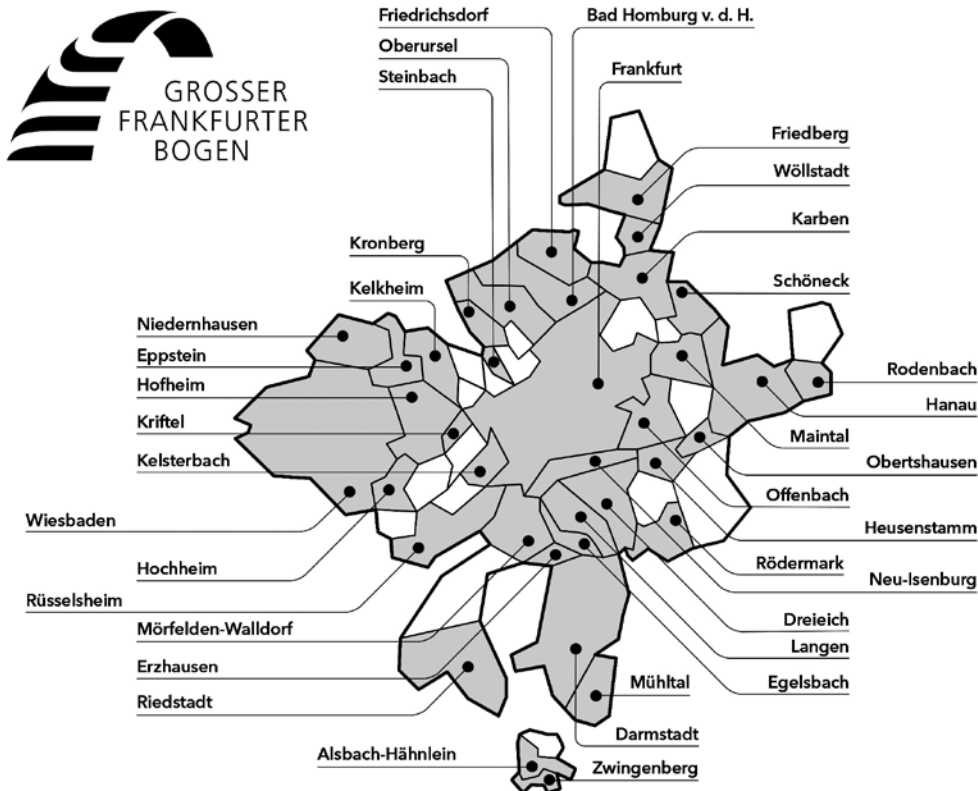 GROSSER
FRANKFURTER
BOGEN
Friedrichsdorf
Bad Homburg v. d. H.
Oberursel
Steinbach
Frankfurt
Friedberg
Wöllstadt
Karben
Kronberg
Schöneck
Kelkheim
Niedernhausen
Eppstein
Hofheim
Kriftel
Kelsterbach
Rodenbach
Hanau
Maintal
Obertshausen
Offenbach
Wiesbaden
Heusenstamm
Hochheim
Rödermark
Neu-Isenburg
Rüsselsheim
Dreieich
Mörfelden-Walldorf
Langen
Erzhausen
Egelsbach
Mühltal
Riedstadt
Darmstadt
Alsbach-Hähnlein
Zwingenberg